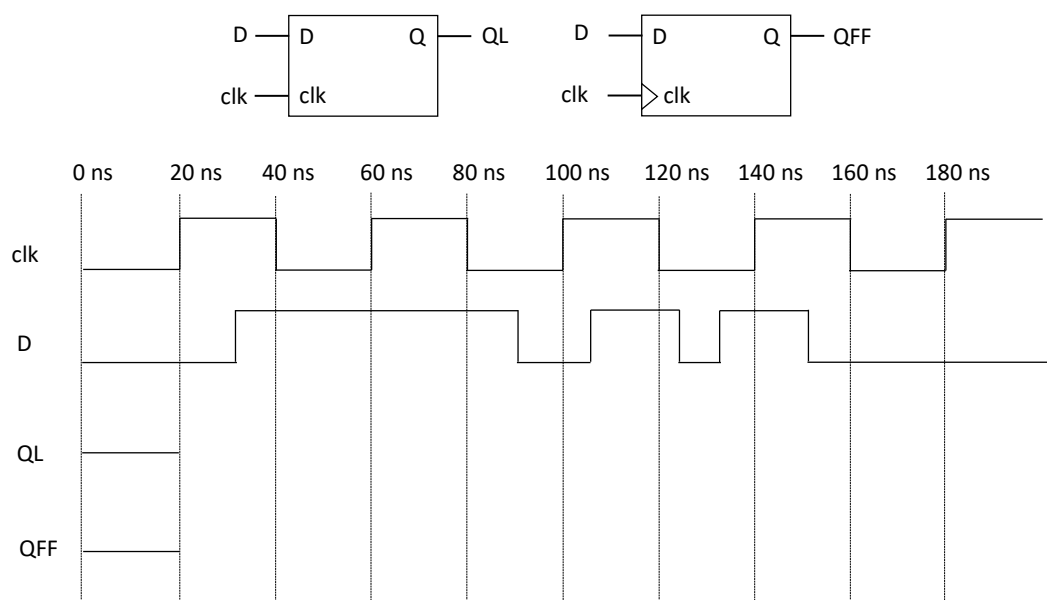 D D Q QL D D Q QFF
clk clk clk clk
0 ns 20 ns 40 ns 60 ns 80 ns 100 ns 120 ns 140 ns 160 ns 180 ns
clk
D
QL
QFF